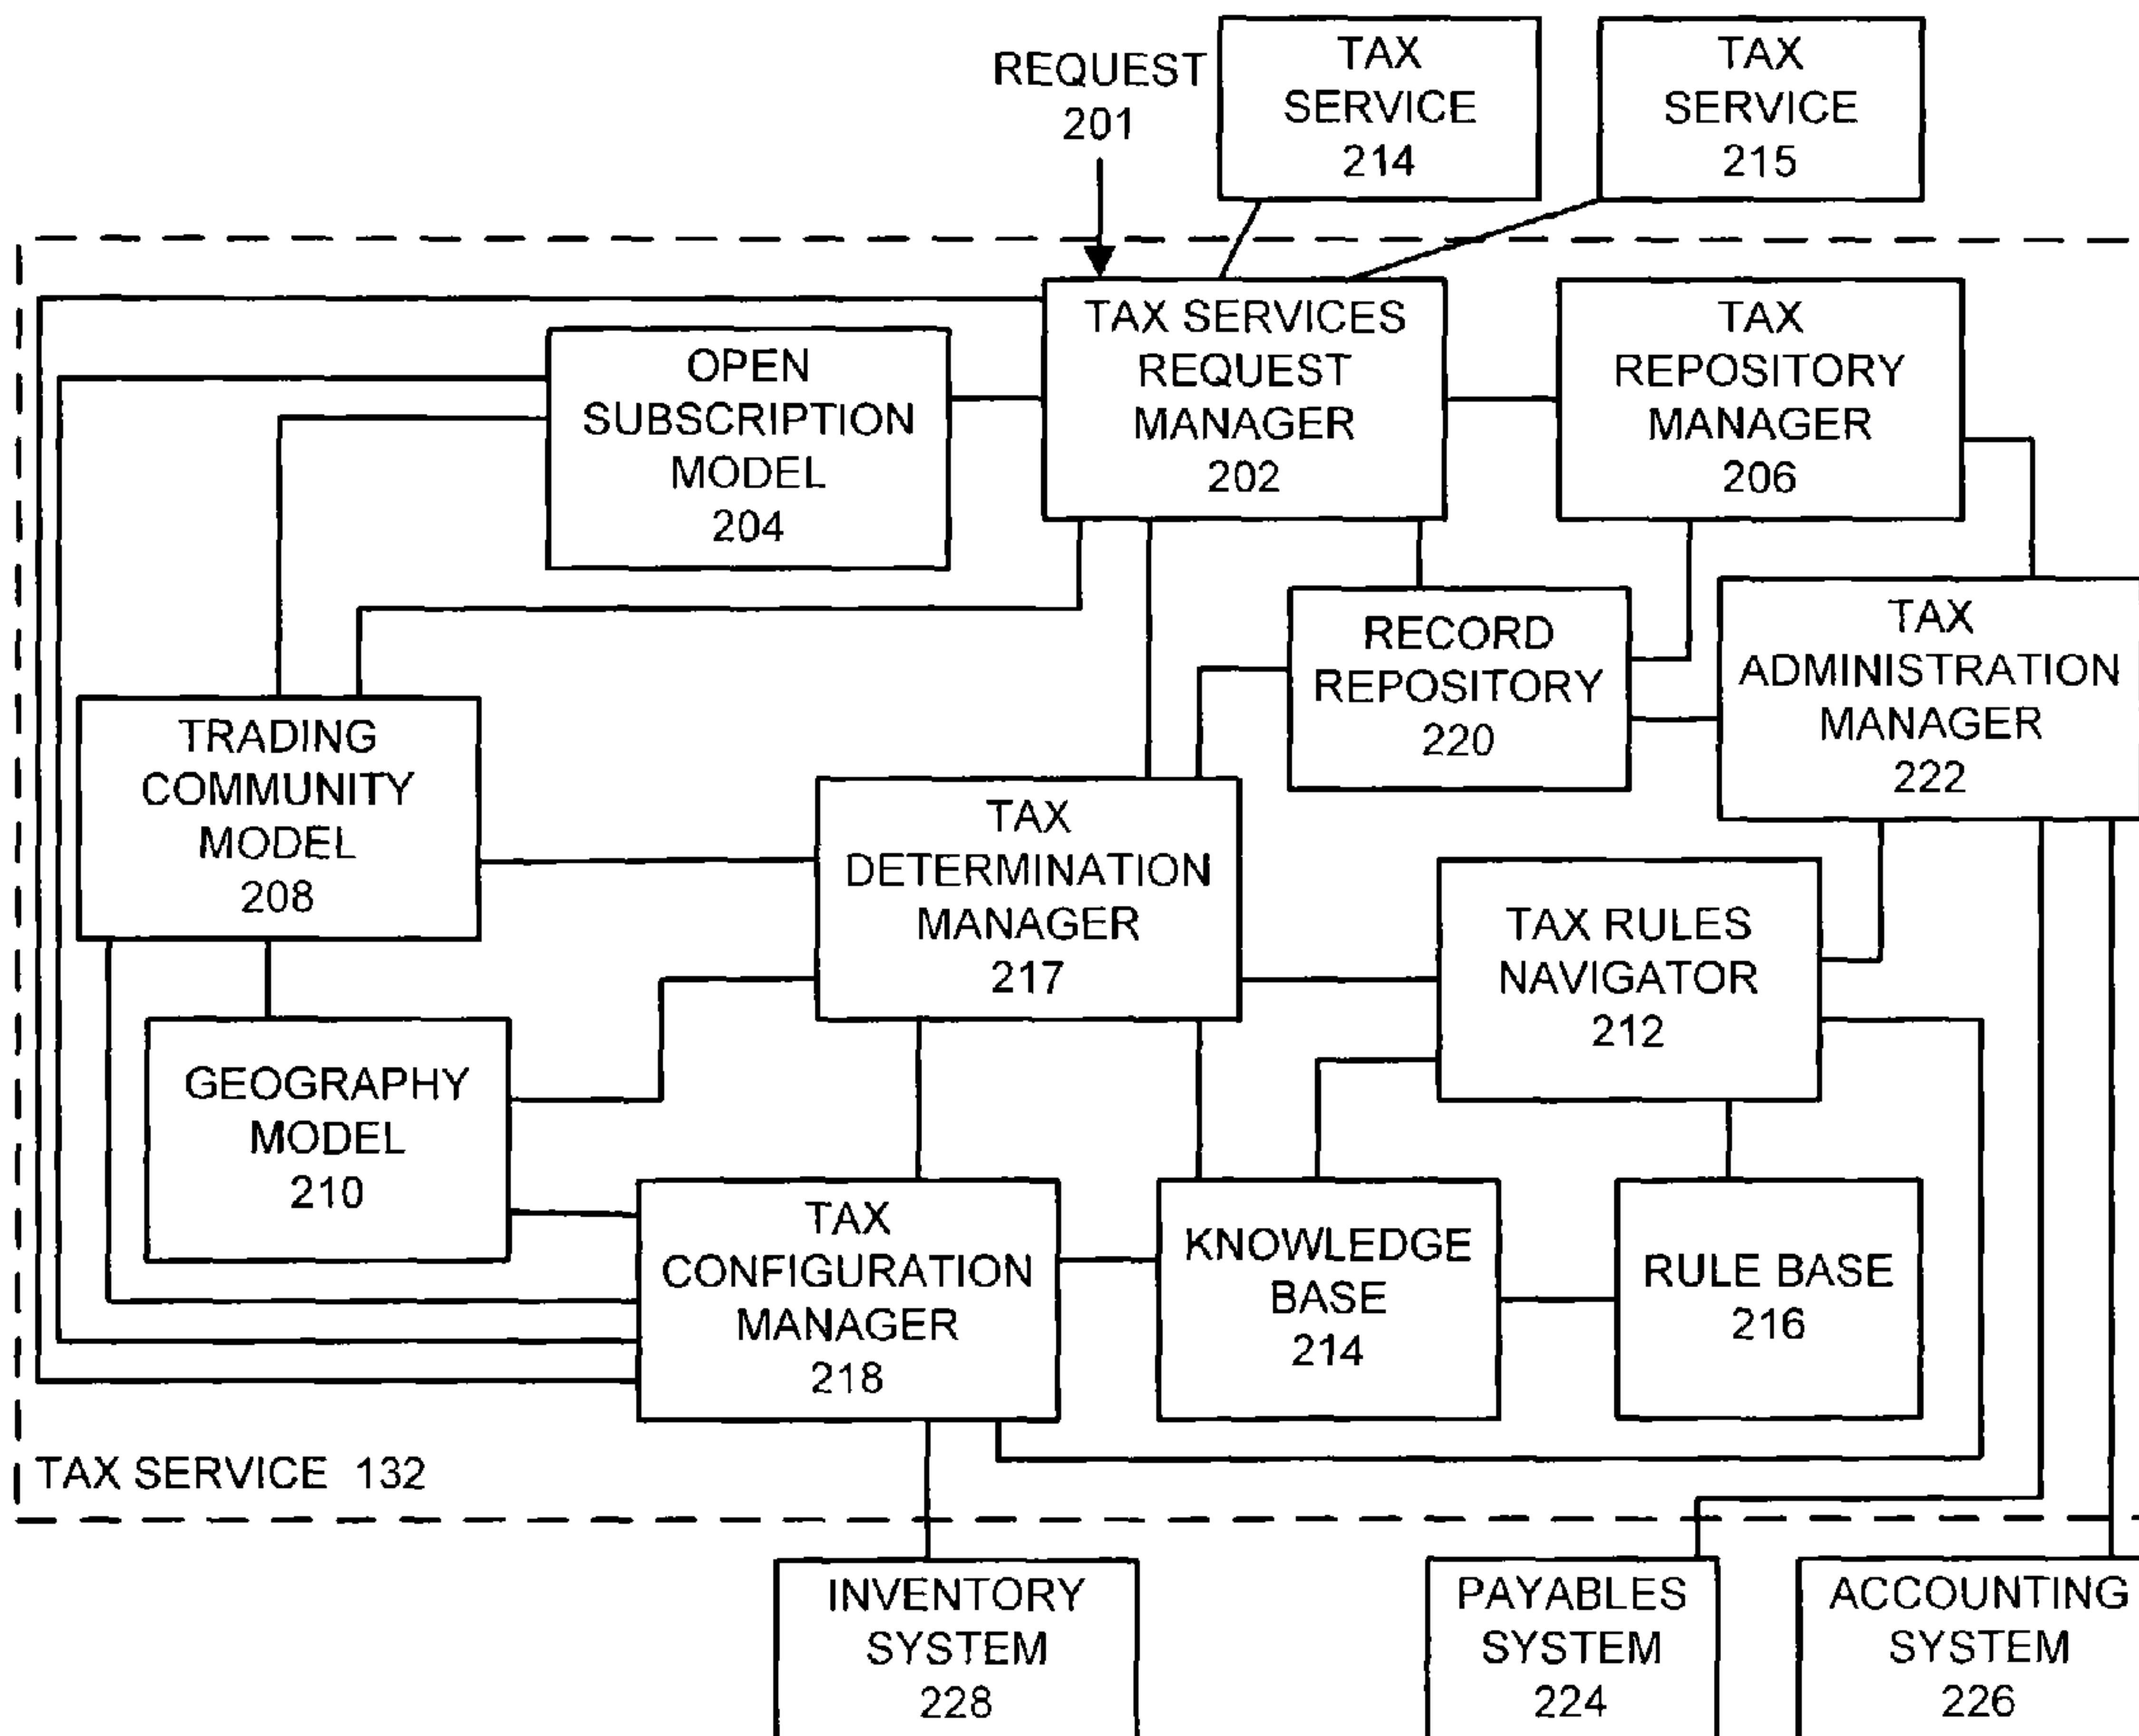 REQUEST
201
TAX
SERVICE
214
TAX
SERVICE
215
TAX SERVICES
REQUEST
MANAGER
202
TAX
REPOSITORY
MANAGER
206
OPEN
SUBSCRIPTION
MODEL
204
RECORD
REPOSITORY
220
TAX
ADMINISTRATION
MANAGER
222
TRADING
COMMUNITY
MODEL
208
TAX
DETERMINATION
MANAGER
217
TAX RULES
NAVIGATOR
212
GEOGRAPHY
MODEL
210
TAX
CONFIGURATION
MANAGER
218
KNOWLEDGE
BASE
214
RULE BASE
216
TAX SERVICE 132
INVENTORY
SYSTEM
228
PAYABLES
SYSTEM
224
ACCOUNTING
SYSTEM
226